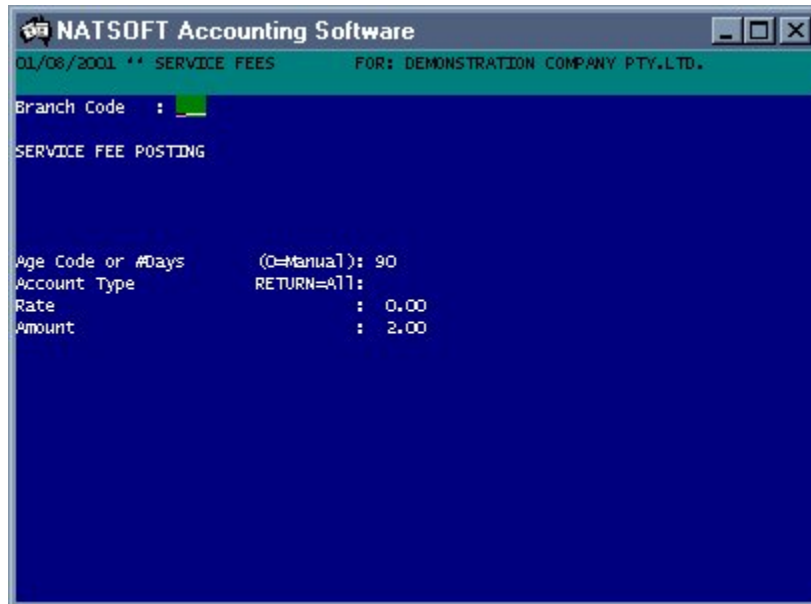 NATSOFT Accounting Software
01/08/2001 ** SERVICE FEES FOR: DEMONSTRATION COMPANY PTY.LTD.
Branch Code :
SERVICE FEE POSTING
Age Code or #Days (0=Manual): 90
Account Type RETURN=All:
Rate : 0.00
Amount : 2.00